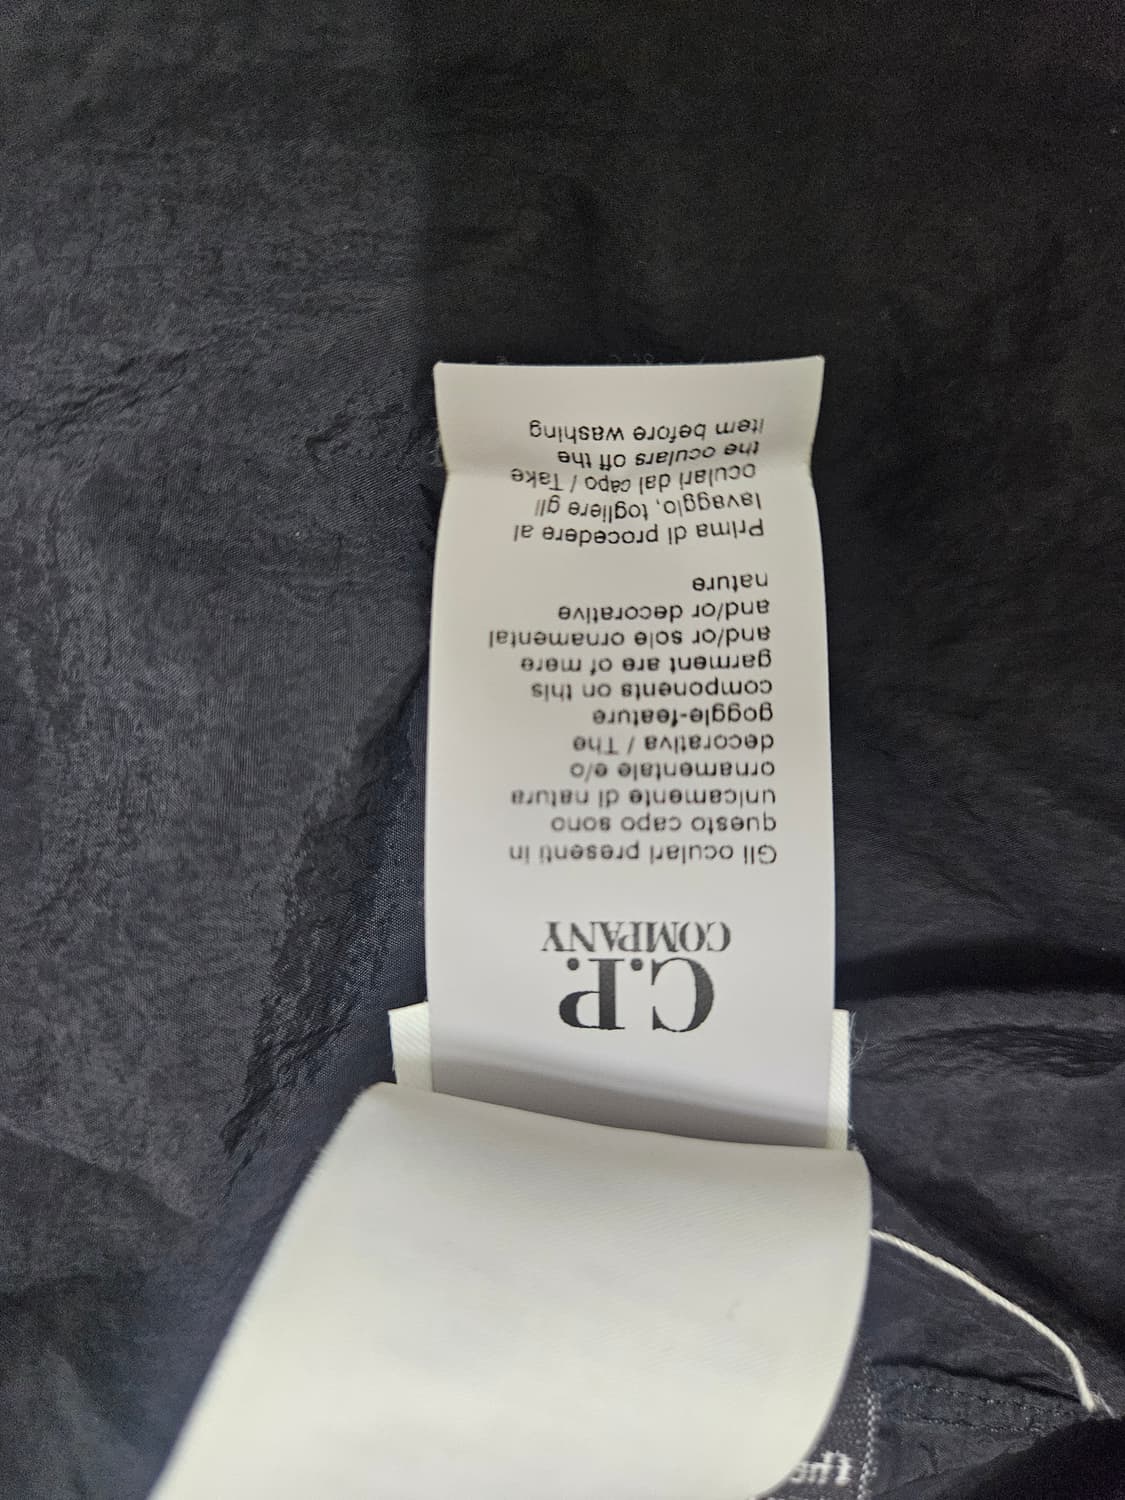 C.P.
COMPANY
Gli oculari presenti in
questo capo sono
unicamente di natura
ornamentale e/o
decorativa / The
goggle-feature
components on this
garment are of mere
and/or sole ornamental
and/or decorative
nature
Prima di procedere al
lavaggio, togliere gli
oculari dal capo / Take
the oculars off the
item before washing